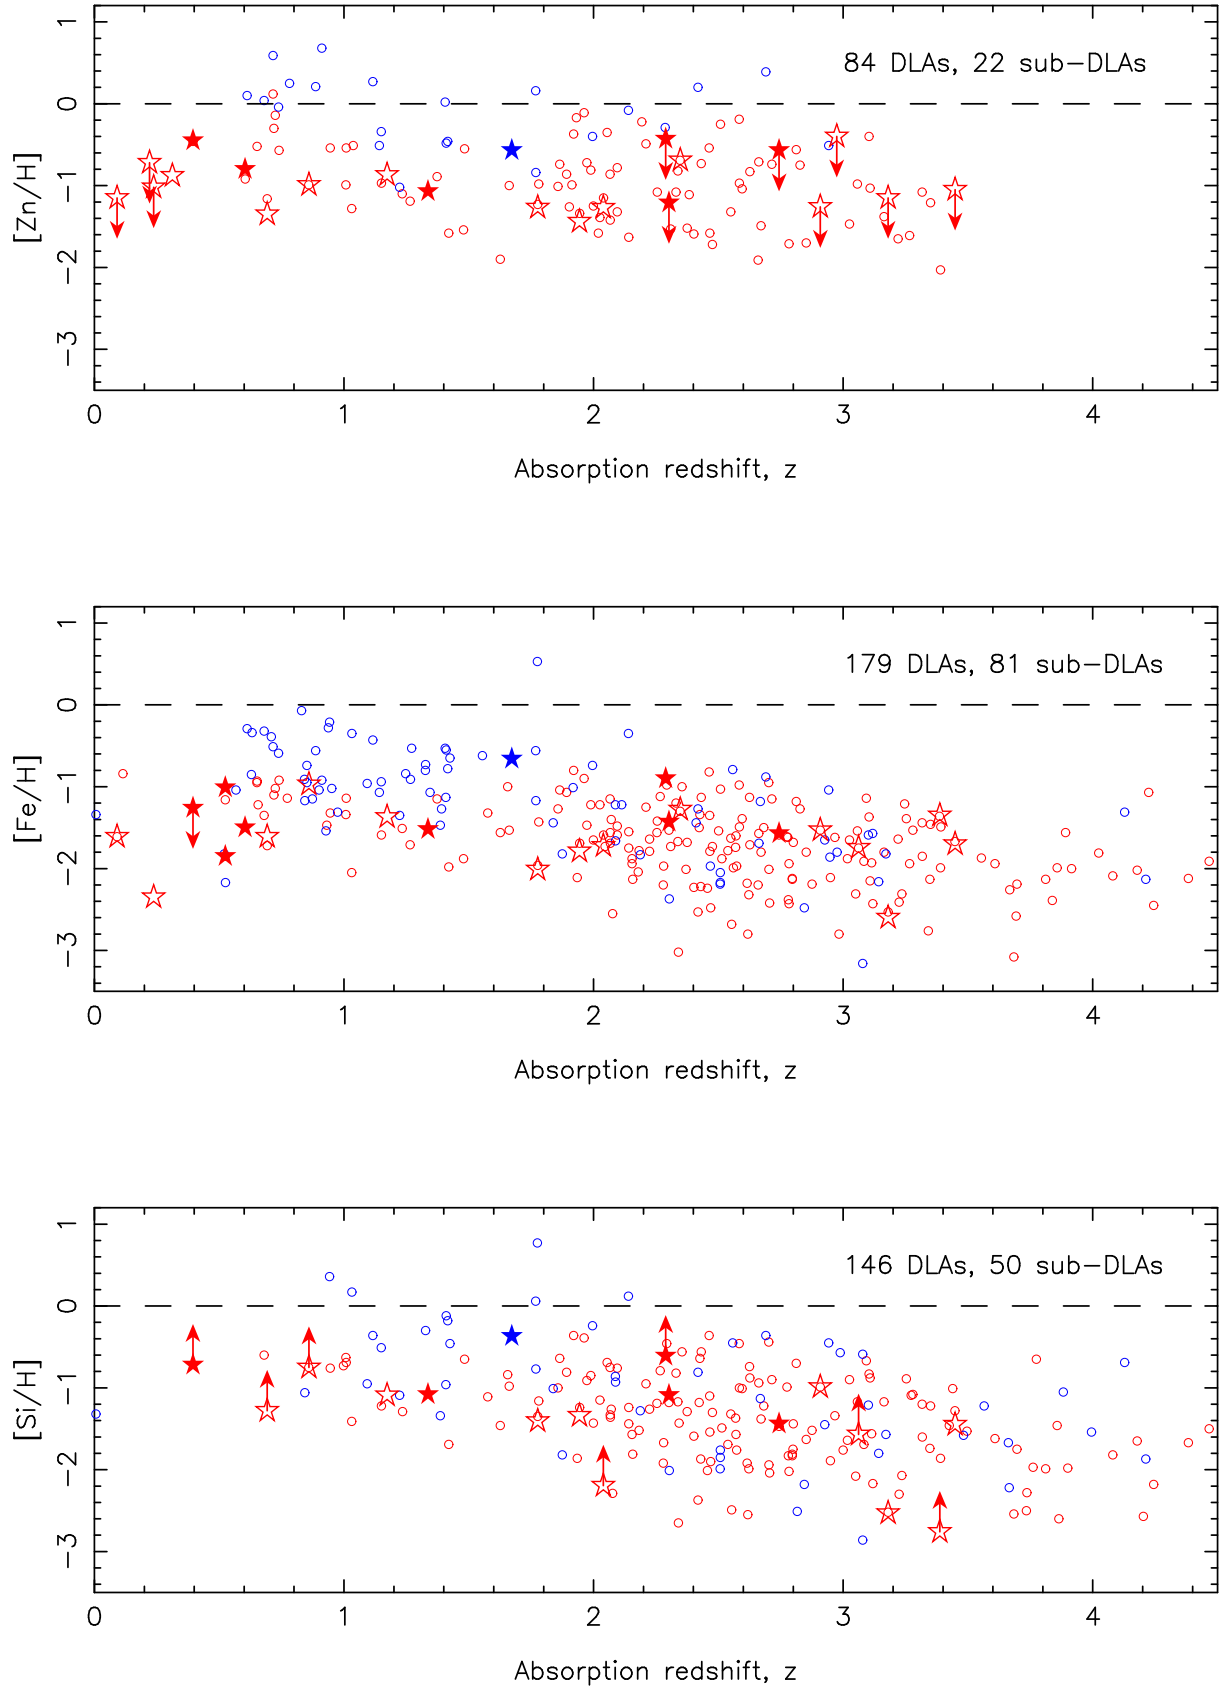 1
84 DLAs, 22 sub−DLAs
0
[Zn/H]
−1
−2
−3
0 1 2 3 4
Absorption redshift, z
1
179 DLAs, 81 sub−DLAs
0
[Fe/H]
−1
−2
−3
0 1 2 3 4
Absorption redshift, z
1
146 DLAs, 50 sub−DLAs
0
[Si/H]
−1
−2
−3
0 1 2 3 4
Absorption redshift, z